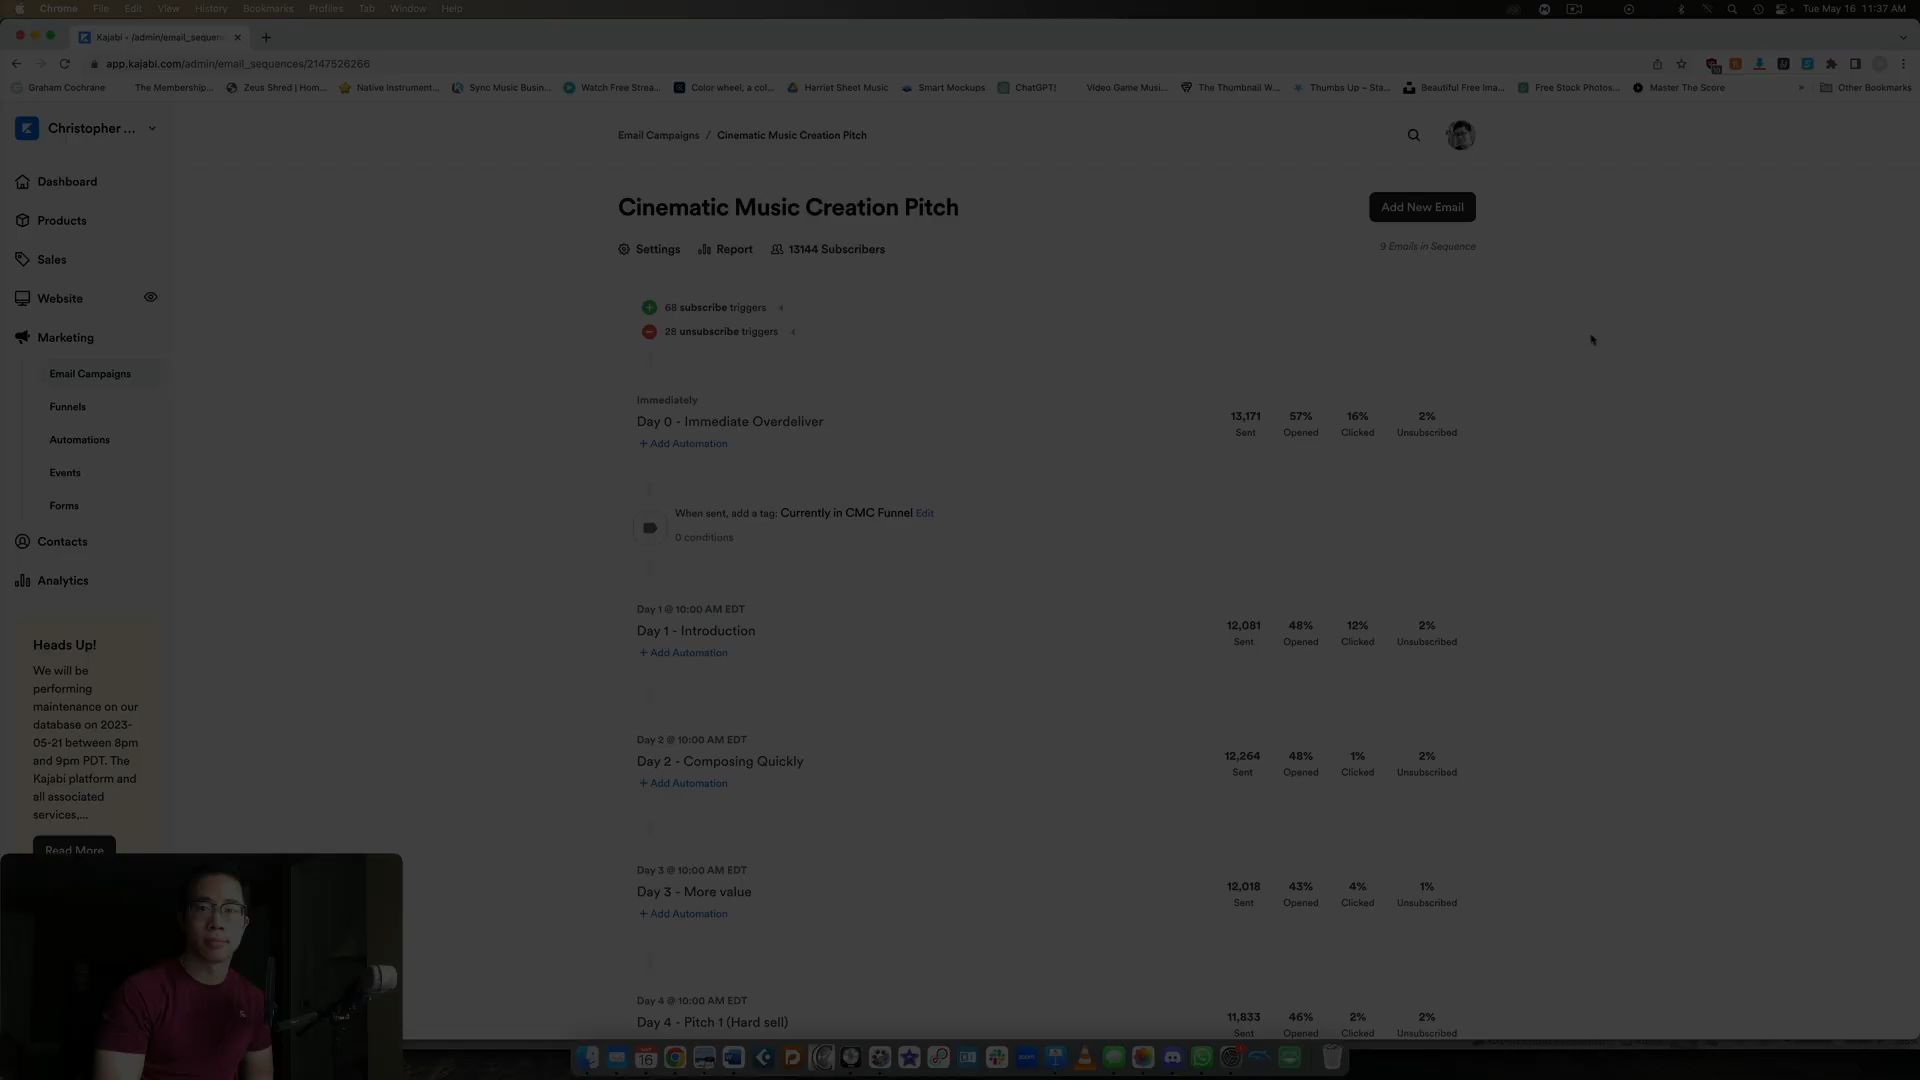 Chrome File Edit View History Bookmarks Profiles Tab Window Help
Tue May 16 11:37 AM
Kajabi - /admin/email_sequen
app.kajabi.com/admin/email_sequences/2147526266
Graham Cochrane The Membership... Zeus Shred | Hom... Native Instrument... Sync Music Busin... Watch Free Strea... Color wheel, a col... Harriet Sheet Music Smart Mockups ChatGPT! Video Game Musi... The Thumbnail W... Thumbs Up – Sta... Beautiful Free Ima... Free Stock Photos... Master The Score » Other Bookmarks
Christopher ...
Email Campaigns / Cinematic Music Creation Pitch
Dashboard
Products
Sales
Website
Marketing
Email Campaigns
Funnels
Automations
Events
Forms
Contacts
Analytics
Heads Up!
We will be
performing
maintenance on our
database on 2023-
05-21 between 8pm
and 9pm PDT. The
Kajabi platform and
all associated
services,...
Read More
Cinematic Music Creation Pitch
Add New Email
Settings Report 13144 Subscribers
9 Emails in Sequence
68 subscribe triggers
28 unsubscribe triggers
Immediately
Day 0 - Immediate Overdeliver
+ Add Automation
13,171 57% 16% 2%
Sent Opened Clicked Unsubscribed
When sent, add a tag: Currently in CMC Funnel Edit
0 conditions
Day 1 @ 10:00 AM EDT
Day 1 - Introduction
+ Add Automation
12,081 48% 12% 2%
Sent Opened Clicked Unsubscribed
Day 2 @ 10:00 AM EDT
Day 2 - Composing Quickly
+ Add Automation
12,264 48% 1% 2%
Sent Opened Clicked Unsubscribed
Day 3 @ 10:00 AM EDT
Day 3 - More value
+ Add Automation
12,018 43% 4% 1%
Sent Opened Clicked Unsubscribed
Day 4 @ 10:00 AM EDT
Day 4 - Pitch 1 (Hard sell)
11,833 46% 2% 2%
Sent Opened Clicked Unsubscribed
16
zoom